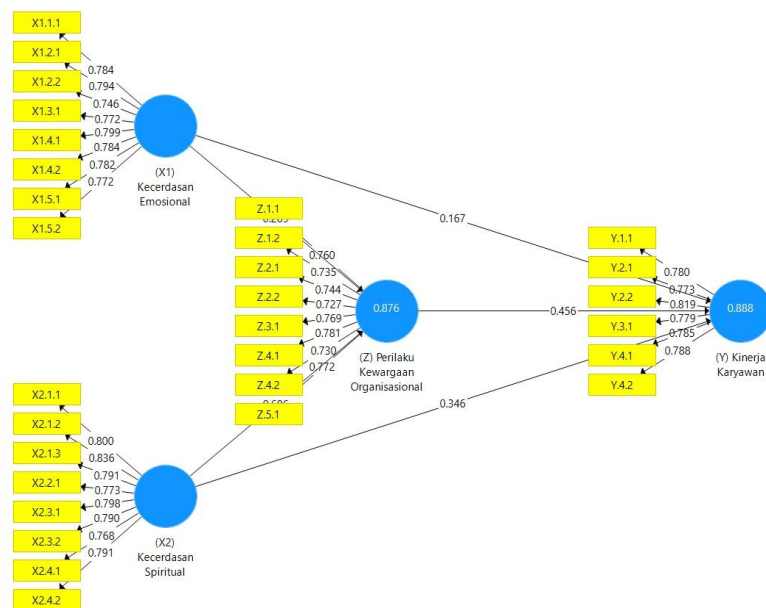 X1.1.1
X1.2.1
X1.2.2
X1.3.1
X1.4.1
X1.4.2
X1.5.1
X1.5.2
0.784
0.794
0.746
0.772
0.799
0.784
0.782
0.772
(X1)
Kecerdasan
Emosional
X2.1.1
X2.1.2
X2.1.3
X2.2.1
X2.3.1
X2.3.2
X2.4.1
X2.4.2
0.800
0.836
0.791
0.773
0.798
0.790
0.768
0.791
(X2)
Kecerdasan
Spiritual
Z.1.1
Z.1.2
Z.2.1
Z.2.2
Z.3.1
Z.4.1
Z.4.2
Z.5.1
0.760
0.735
0.744
0.727
0.769
0.781
0.730
0.772
0.876
(Z) Perilaku
Kewargaan
Organisasional
0.167
0.456
0.346
Y.1.1
Y.2.1
Y.2.2
Y.3.1
Y.4.1
Y.4.2
0.780
0.773
0.819
0.779
0.785
0.788
0.888
(Y) Kinerja
Karyawan